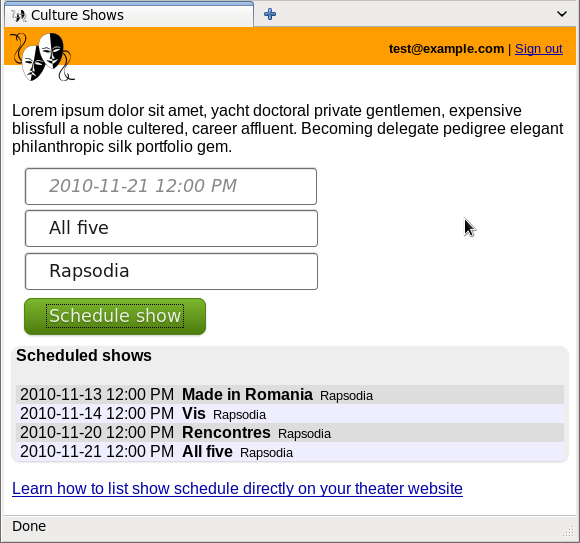 Culture Shows
test@example.com | Sign out
Lorem ipsum dolor sit amet, yacht doctoral private gentlemen, expensive
blissfull a noble cultered, career affluent. Becoming delegate pedigree elegant
philanthropic silk portfolio gem.
2010-11-21 12:00 PM
All five
Rapsodia
Schedule show
Scheduled shows
2010-11-13 12:00 PM Made in Romania Rapsodia
2010-11-14 12:00 PM Vis Rapsodia
2010-11-20 12:00 PM Rencontres Rapsodia
2010-11-21 12:00 PM All five Rapsodia
Learn how to list show schedule directly on your theater website
Done